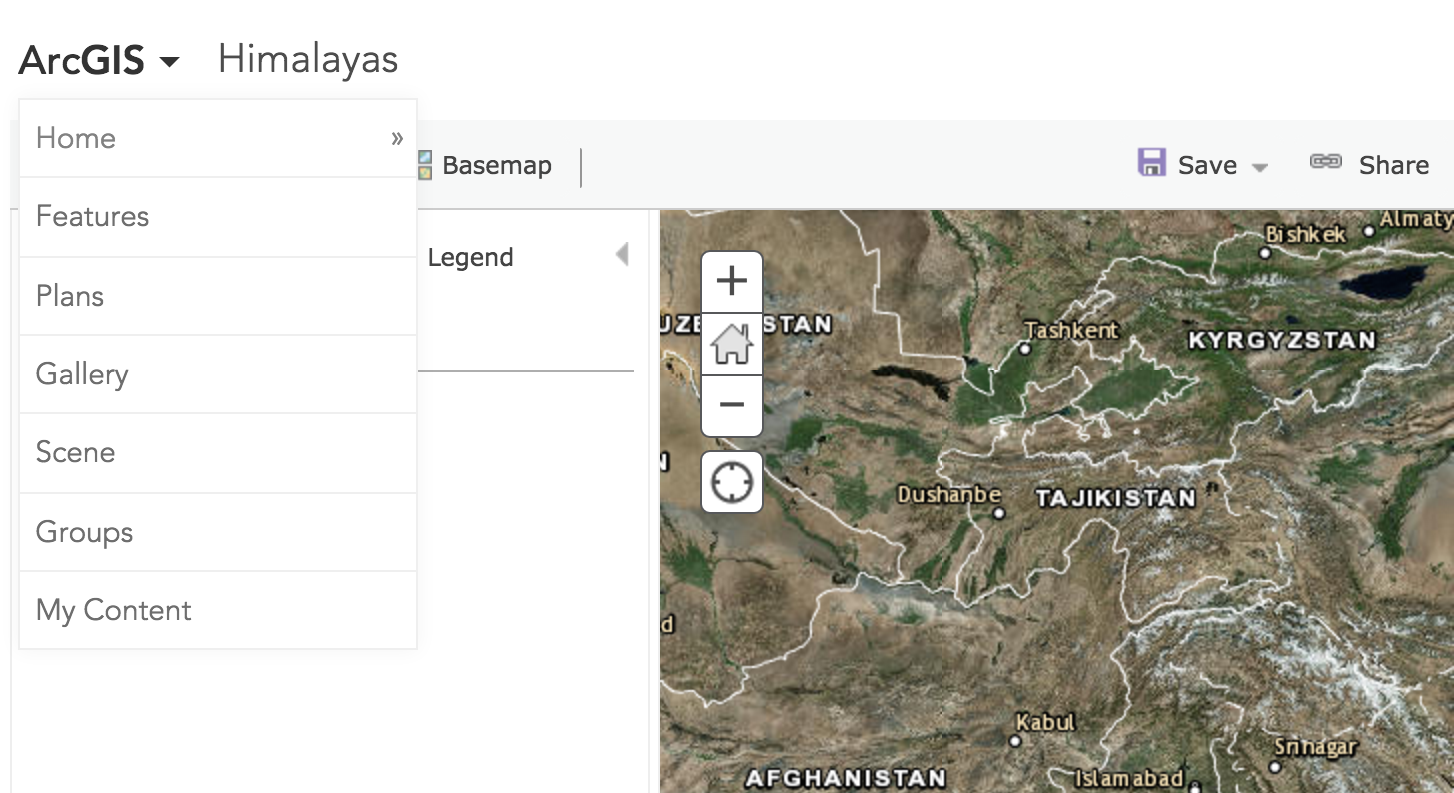 ArcGIS Himalayas
Home »
Features
Plans
Gallery
Scene
Groups
My Content
Basemap
Save
Share
Legend
Almaty
Bishkek
STAN
Tashkent
KYRGYZSTAN
Dushanbe
TAJIKISTAN
d
Kabul
Srinagar
AFGHANISTAN
Islamabad